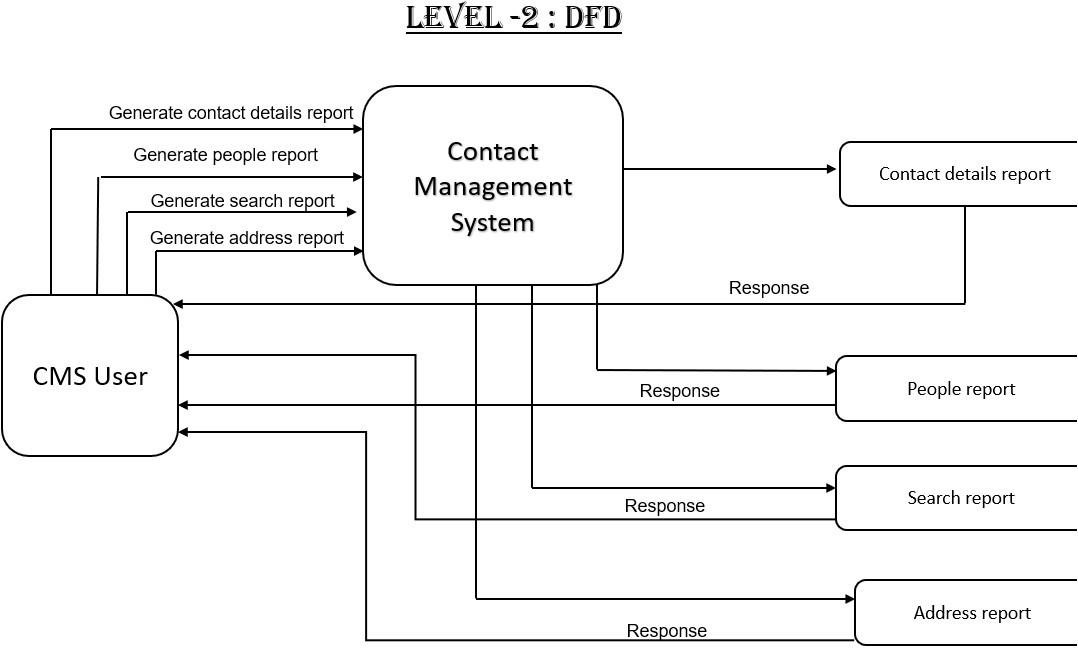 LEVEL -2 : DFD
Generate contact details report
Generate people report
Generate search report
Generate address report
Contact
Management
System
Contact details report
Response
CMS User
People report
Response
Search report
Response
Address report
Response